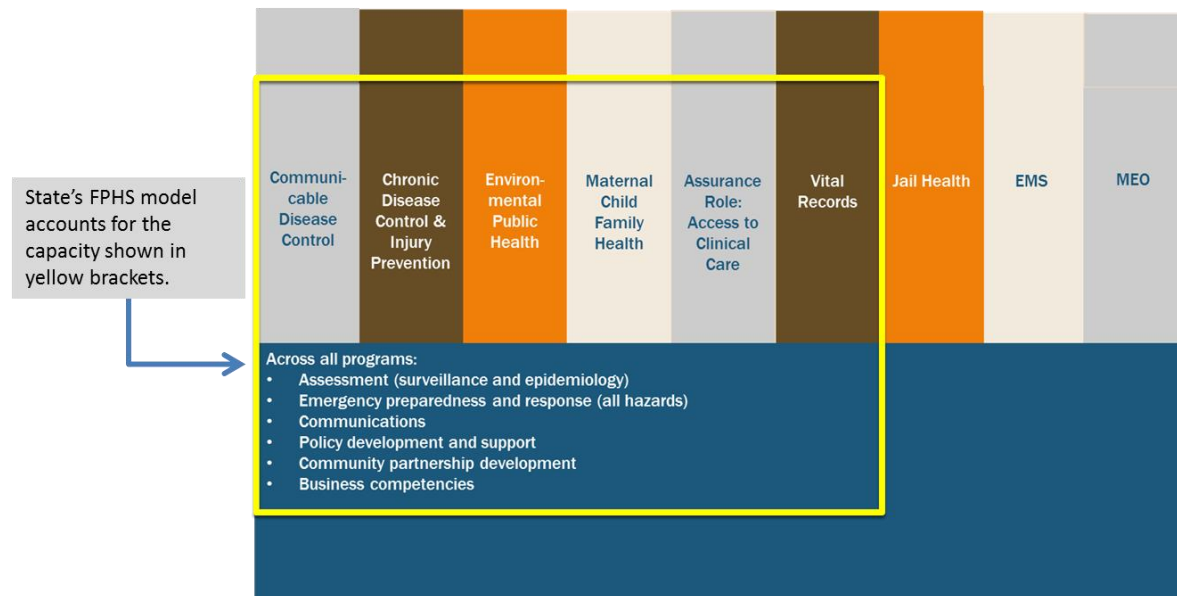 State's FPHS model
accounts for the
capacity shown in
yellow brackets.
Communi-
cable
Disease
Control
Chronic
Disease
Control &
Injury
Prevention
Environ-
mental
Public
Health
Maternal
Child
Family
Health
Assurance
Role:
Access to
Clinical
Care
Vital
Records
Jail Health
EMS
MEO
Across all programs:
• Assessment (surveillance and epidemiology)
• Emergency preparedness and response (all hazards)
• Communications
• Policy development and support
• Community partnership development
• Business competencies